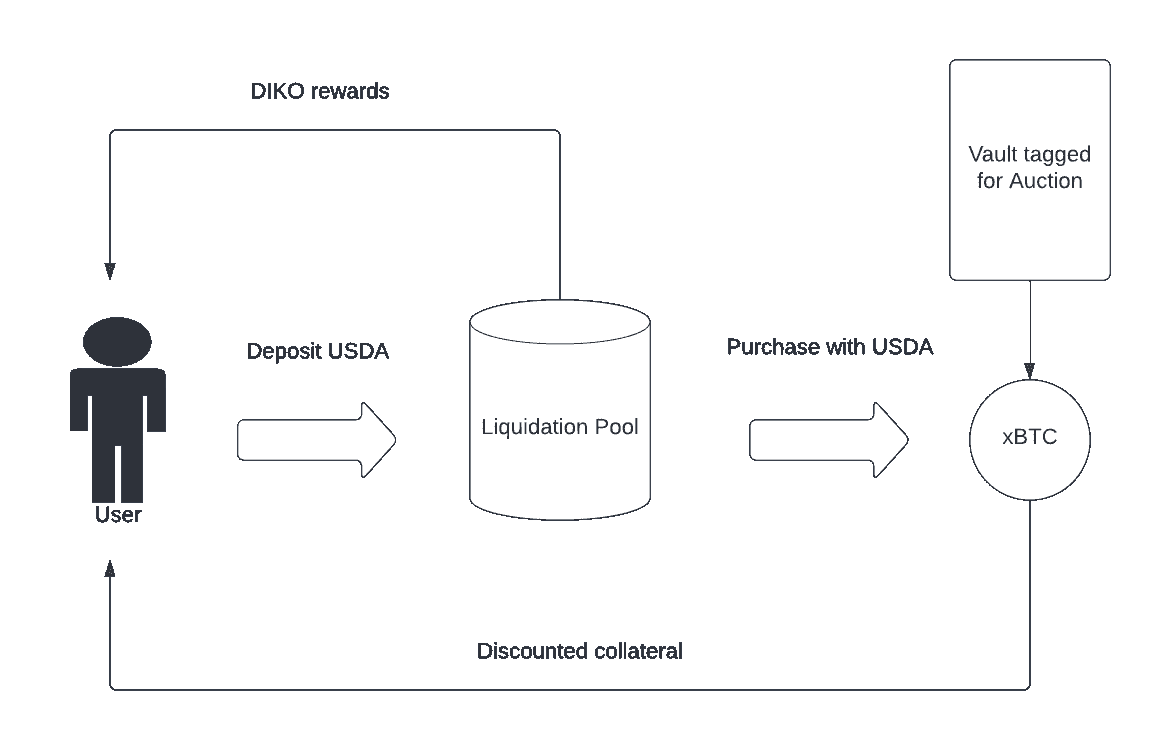 DIKO rewards
Vault tagged
for Auction
Deposit USDA
Purchase with USDA
Liquidation Pool
xBTC
User
Discounted collateral